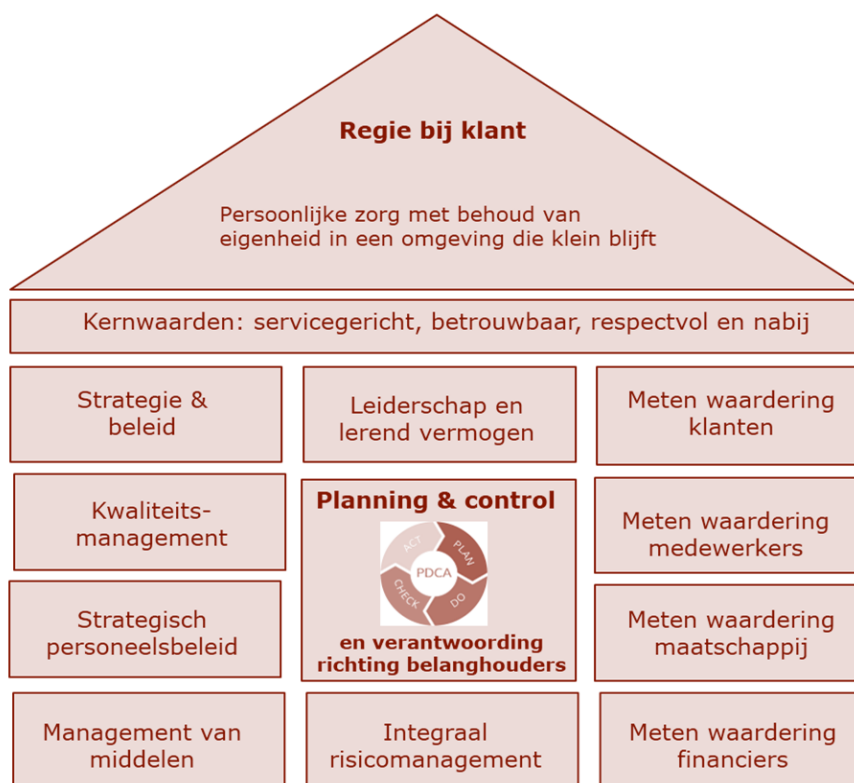 Regie bij klant
Persoonlijke zorg met behoud van
eigenheid in een omgeving die klein blijft
Kernwaarden: servicegericht, betrouwbaar, respectvol en nabij
Strategie &
beleid
Leiderschap en
lerend vermogen
Meten waardering
klanten
Kwaliteits-
management
Planning & control
ACT
PLAN
PDCA
CHECK
DO
en verantwoording
richting belanghouders
Meten waardering
medewerkers
Strategisch
personeelsbeleid
Meten waardering
maatschappij
Management van
middelen
Integraal
risicomanagement
Meten waardering
financiers